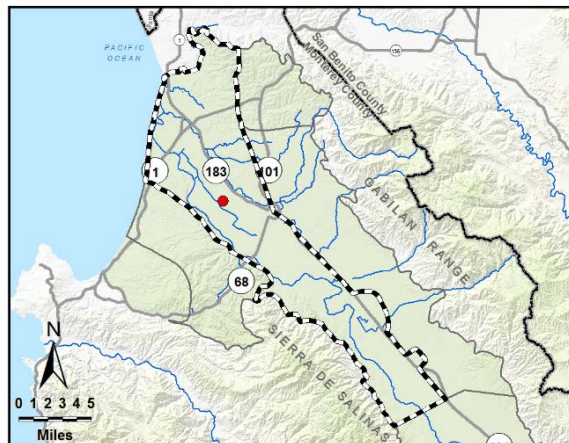 1
156
PACIFIC
OCEAN
San Benito County
Monterey County
183
1
101
GABILAN RANGE
68
SIERRA DE SALINAS
N
0 1 2 3 4 5
Miles